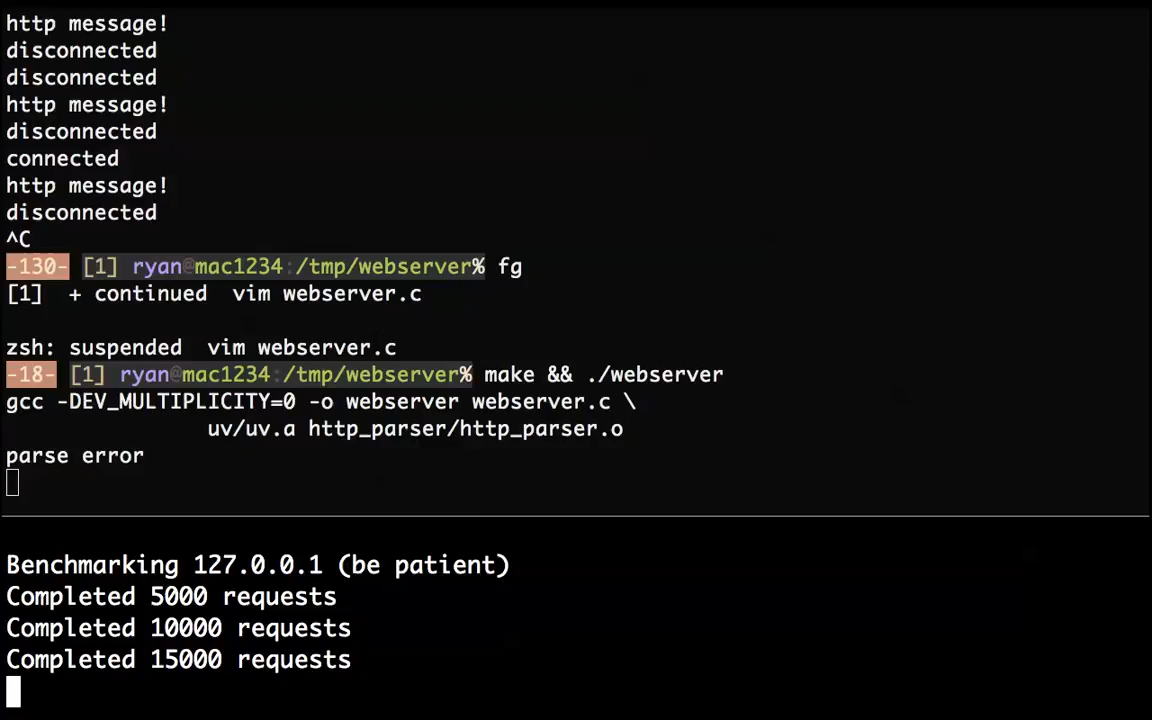 http message!
disconnected
disconnected
http message!
disconnected
connected
http message!
disconnected
^C
-130- [1] ryan@mac1234:/tmp/webserver% fg
[1]  + continued  vim webserver.c
zsh: suspended  vim webserver.c
-18- [1] ryan@mac1234:/tmp/webserver% make && ./webserver
gcc -DEV_MULTIPLICITY=0 -o webserver webserver.c \
uv/uv.a http_parser/http_parser.o
parse error
Benchmarking 127.0.0.1 (be patient)
Completed 5000 requests
Completed 10000 requests
Completed 15000 requests